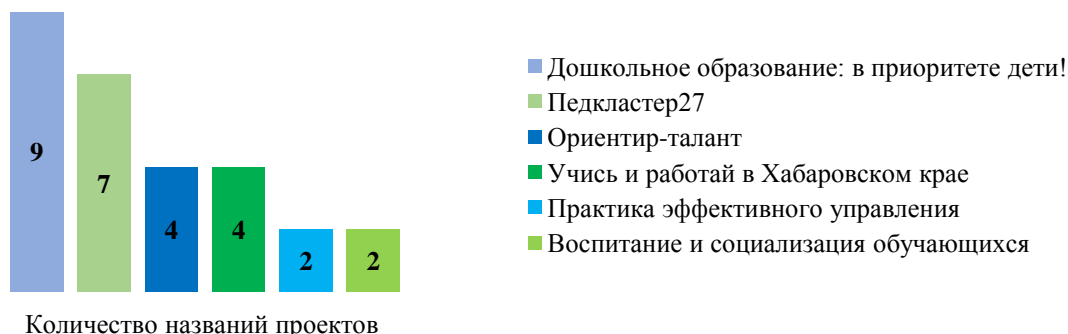 9
7
4
4
2
2
Количество названий проектов
Дошкольное образование: в приоритете дети!
Педкластер27
Ориентир-талант
Учись и работай в Хабаровском крае
Практика эффективного управления
Воспитание и социализация обучающихся